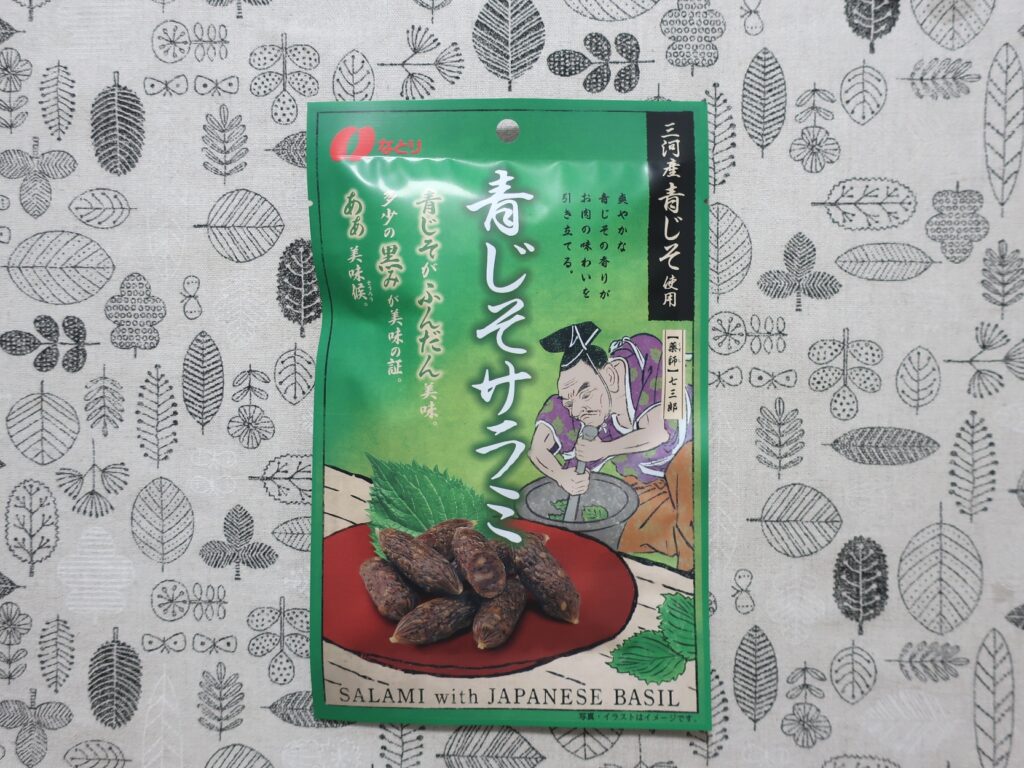 なとり
三河産青じそ使用
爽やかな
青じその香りが
お肉の味わいを
引き立てる。
青じそサラミ
青じそがふんだん美味。
多少の黒みが美味の証。
ああ美味候。
そうろう
【薬師】七三郎
SALAMI with JAPANESE BASIL
写真・イラストはイメージです。